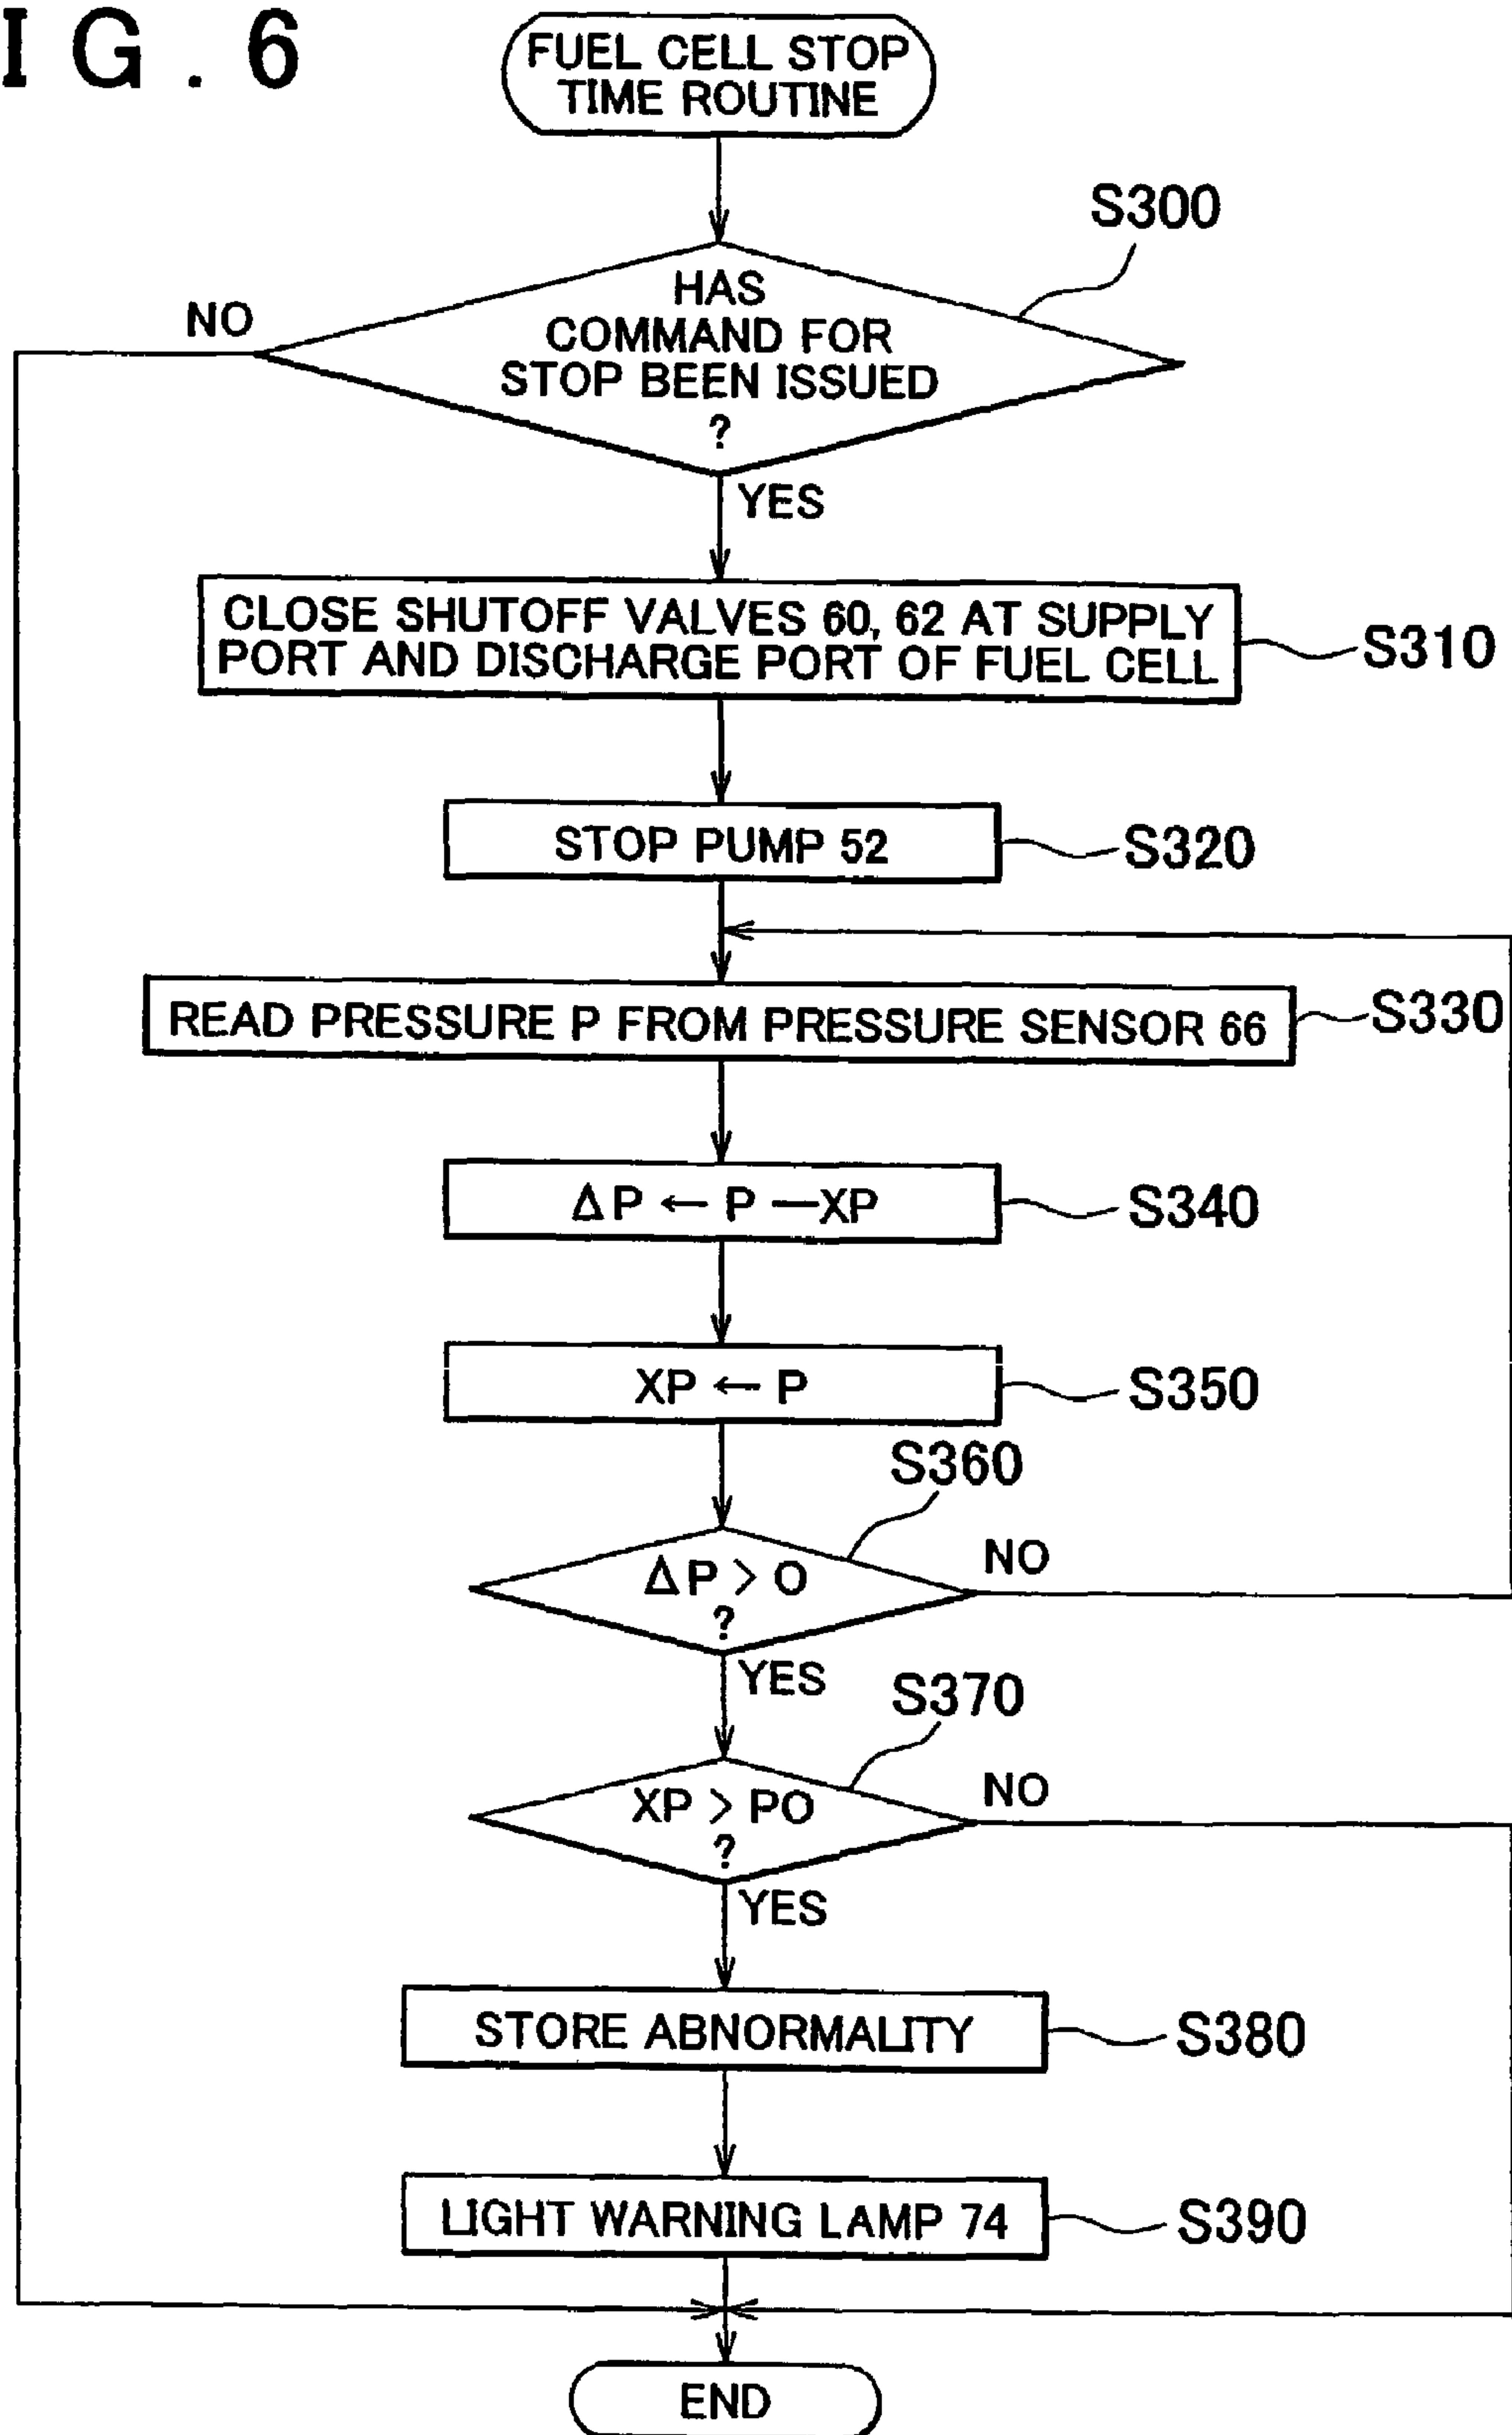 IG.6
FUEL CELL STOP
TIME ROUTINE
S300
HAS
COMMAND FOR
STOP BEEN ISSUED
?
NO
YES
CLOSE SHUTOFF VALVES 60, 62 AT SUPPLY
PORT AND DISCHARGE PORT OF FUEL CELL
S310
STOP PUMP 52
S320
READ PRESSURE P FROM PRESSURE SENSOR 66
S330
ΔP ← P —XP
S340
XP ← P
S350
S360
ΔP > O
?
NO
YES
S370
XP > PO
?
NO
YES
STORE ABNORMALITY
S380
LIGHT WARNING LAMP 74
S390
END